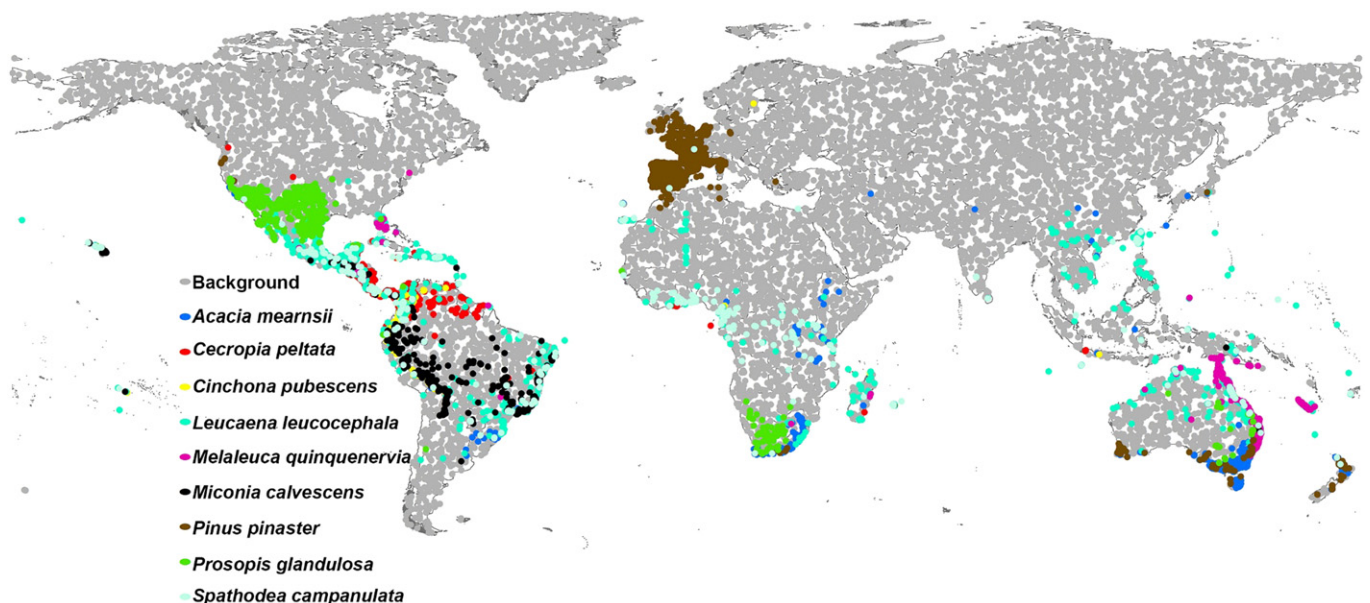 Background
Acacia mearnsii
Cecropia peltata
Cinchona pubescens
Leucaena leucocephala
Melaleuca quinquenervia
Miconia calvescens
Pinus pinaster
Prosopis glandulosa
Spathodea campanulata